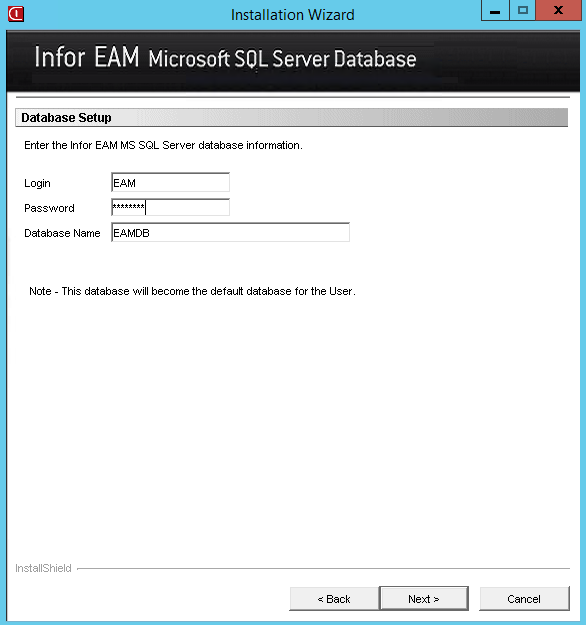 Installation Wizard
Infor EAM Microsoft SQL Server Database
Database Setup
Enter the Infor EAM MS SQL Server database information.
Login EAM
Password ********
Database Name EAMDB
Note - This database will become the default database for the User.
InstallShield
< Back Next > Cancel